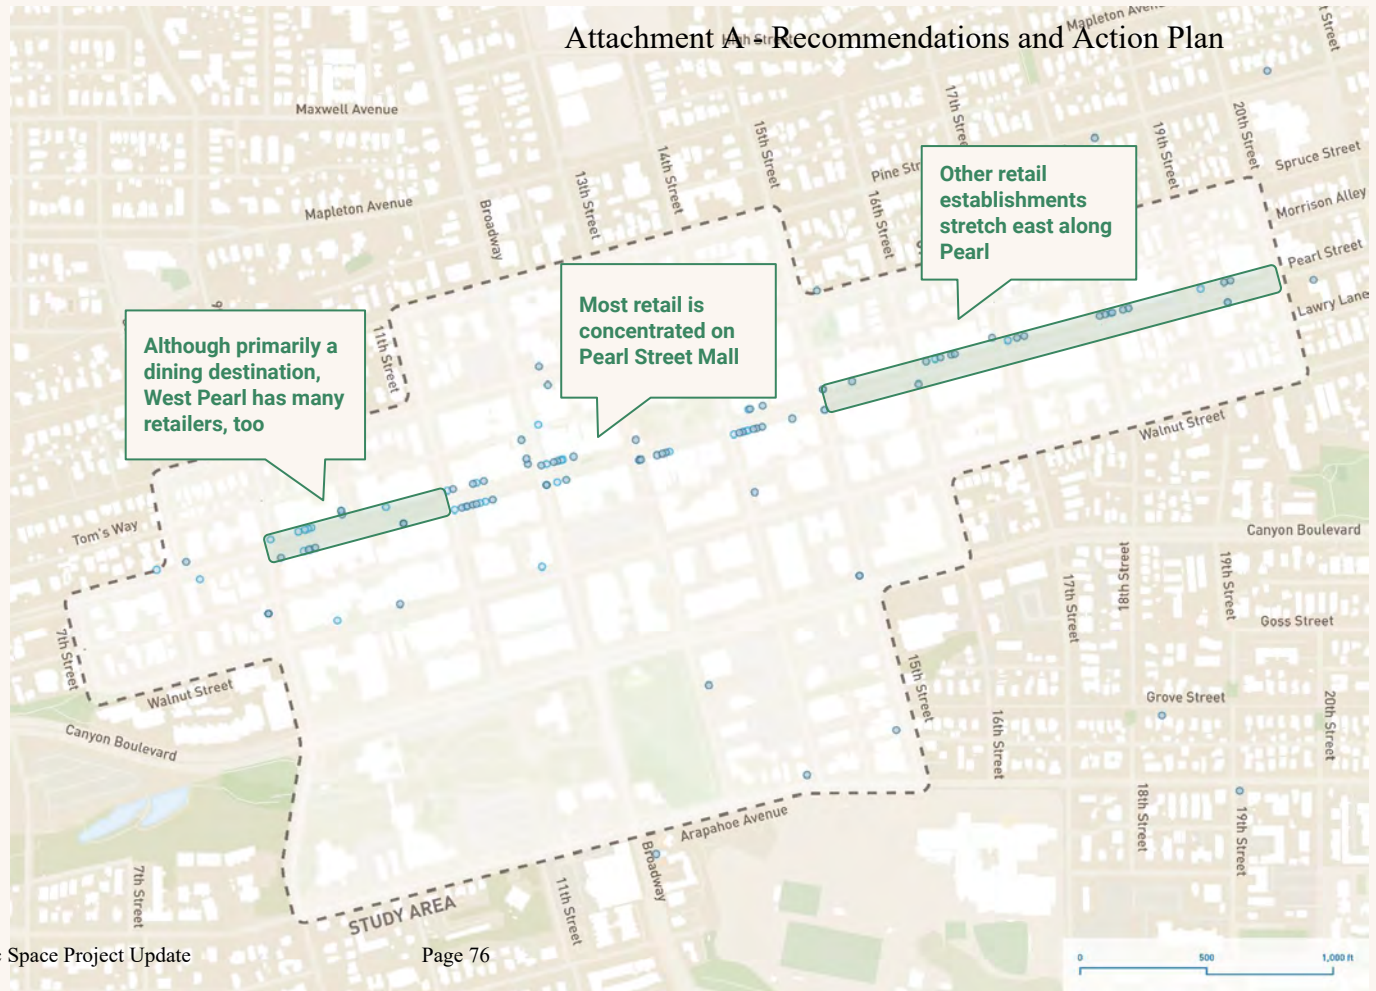 Attachment A - Recommendations and Action Plan
Mapleton Aven
Maxwell Avenue
17th Street
20th Street
15th Street
19th Street
14th Street
Spruce Street
Pine Str
13th Street
16th Street
Morrison Alley
Mapleton Avenue
Broadway
Pearl Street
Lawry Lane
Other retail
establishments
stretch east along
Pearl
Most retail is
concentrated on
Pearl Street Mall
Although primarily a
dining destination,
West Pearl has many
retailers, too
11th Street
Walnut Street
Tom's Way
Canyon Boulevard
18th Street
19th Street
17th Street
Goss Street
7th Street
15th Street
Walnut Street
Grove Street
20th Street
16th Street
Canyon Boulevard
18th Street
19th Street
Arapahoe Avenue
Broadway
7th Street
11th Street
STUDY AREA
Space Project Update
Page 76
0
500
1,000 ft